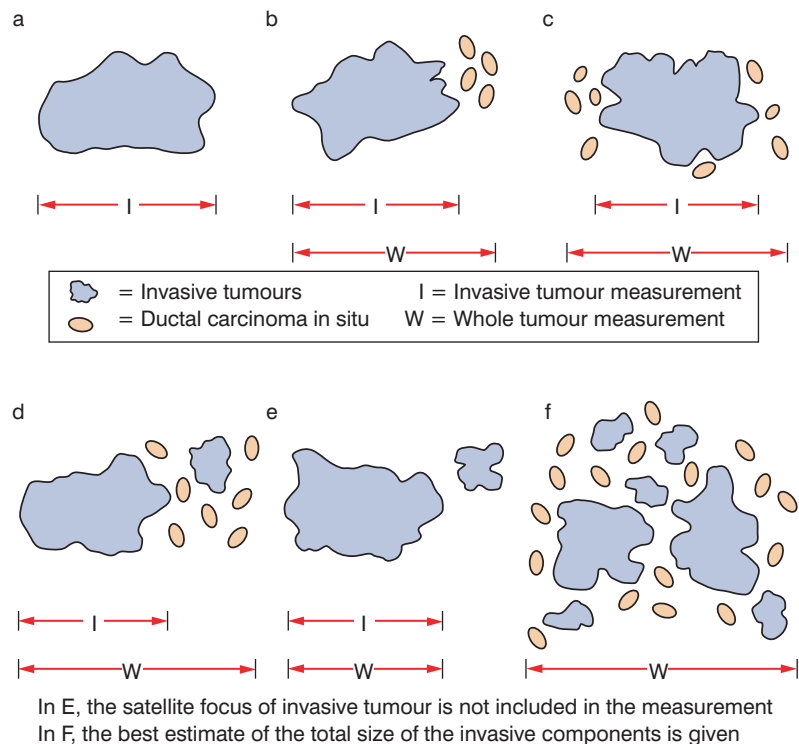 a
b
c
I
I
I
W
W
= Invasive tumours
I = Invasive tumour measurement
= Ductal carcinoma in situ
W = Whole tumour measurement
d
e
f
I
I
W
W
W
In E, the satellite focus of invasive tumour is not included in the measurement
In F, the best estimate of the total size of the invasive components is given